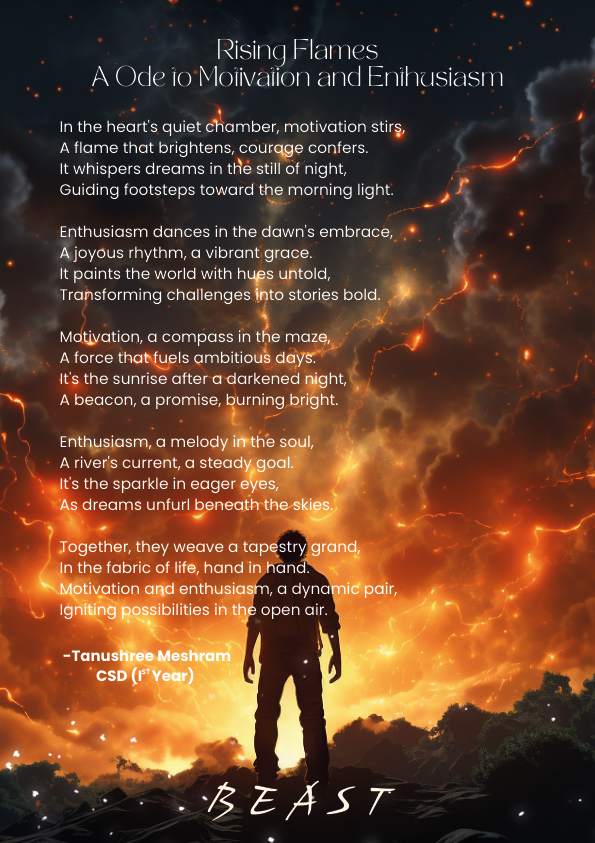 Rising Flames
A Ode to Motivation and Enthusiasm
In the heart's quiet chamber, motivation stirs,
A flame that brightens, courage confers.
It whispers dreams in the still of night,
Guiding footsteps toward the morning light.
Enthusiasm dances in the dawn's embrace,
A joyous rhythm, a vibrant grace.
It paints the world with hues untold,
Transforming challenges into stories bold.
Motivation, a compass in the maze,
A force that fuels ambitious days.
It's the sunrise after a darkened night,
A beacon, a promise, burning bright.
Enthusiasm, a melody in the soul,
A river's current, a steady goal.
It's the sparkle in eager eyes,
As dreams unfurl beneath the skies.
Together, they weave a tapestry grand,
In the fabric of life, hand in hand.
Motivation and enthusiasm, a dynamic pair,
Igniting possibilities in the open air.
-Tanushree Meshram
CSD (Iˢᵀ Year)
BEAST